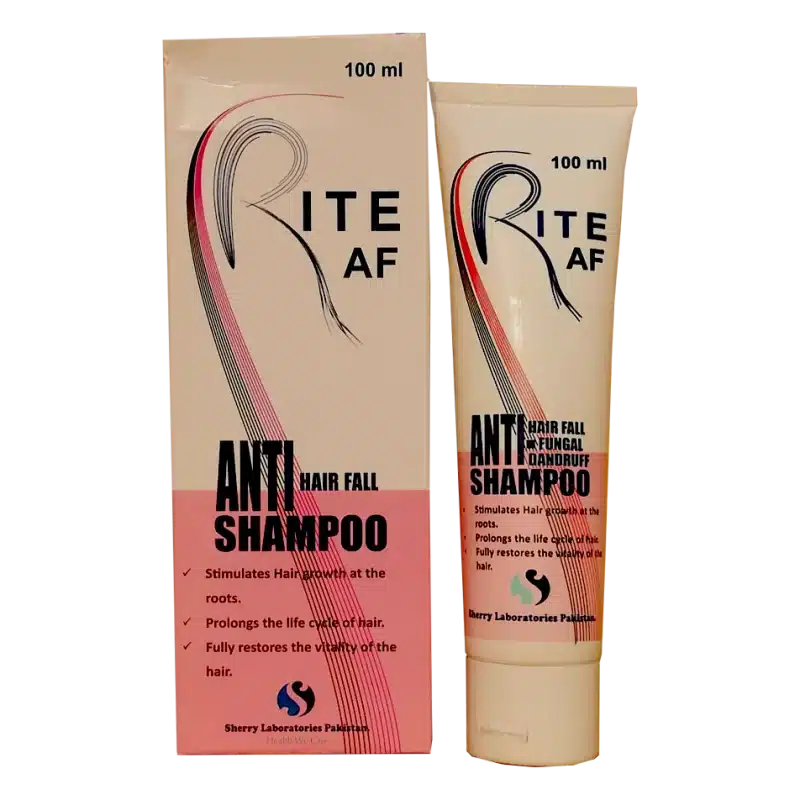 100 ml
RITE
AF
ANTI HAIR FALL
SHAMPOO
✓ Stimulates Hair growth at the
roots.
✓ Prolongs the life cycle of hair.
✓ Fully restores the vitality of the
hair.
Sherry Laboratories Pakistan.
Health We Care
100 ml
RITE
AF
ANTI HAIR FALL
FUNGAL
DANDRUFF
SHAMPOO
• Stimulates Hair growth at the
roots.
• Prolongs the life cycle of hair.
• Fully restores the vitality of the
hair.
Sherry Laboratories Pakistan.